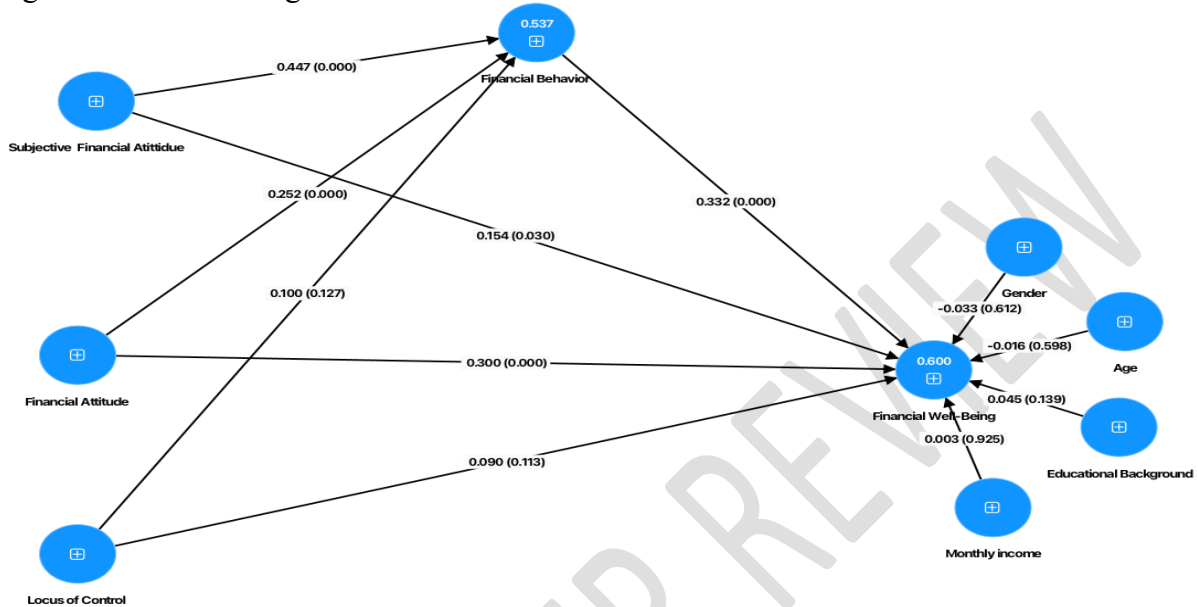 0.537
Financial Behavior
0.447 (0.000)
Subjective Financial Atittidue
0.252 (0.000)
0.332 (0.000)
0.154 (0.030)
Gender
0.100 (0.127)
-0.033 (0.612)
-0.016 (0.598)
0.300 (0.000)
0.600
Age
Financial Attitude
0.045 (0.139)
Financial Well-Being
0.003 (0.925)
0.090 (0.113)
Educational Background
Monthly income
Locus of Control
REVIEW